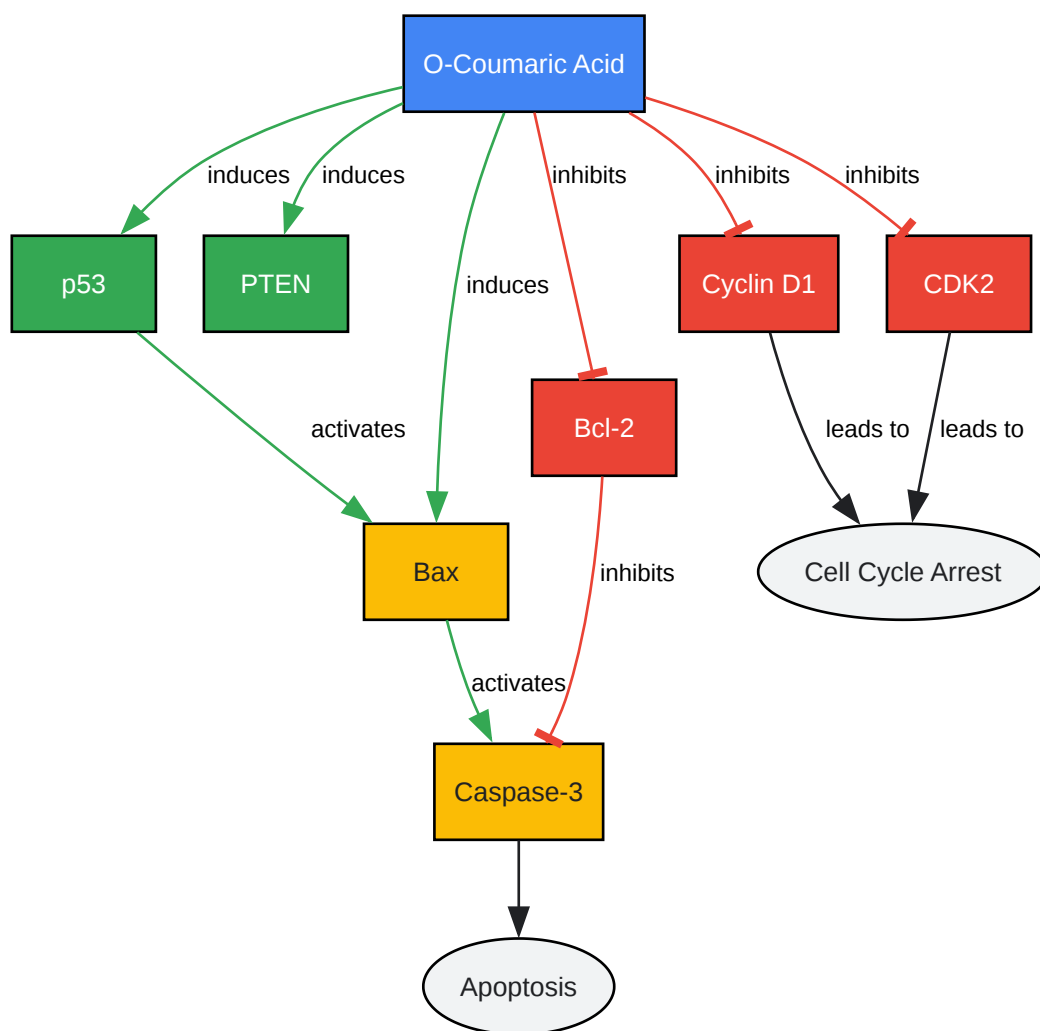 O-Coumaric Acid
induces
induces
inhibits
inhibits
inhibits
p53
PTEN
induces
Cyclin D1
CDK2
activates
Bcl-2
leads to
leads to
Bax
inhibits
Cell Cycle Arrest
activates
Caspase-3
Apoptosis